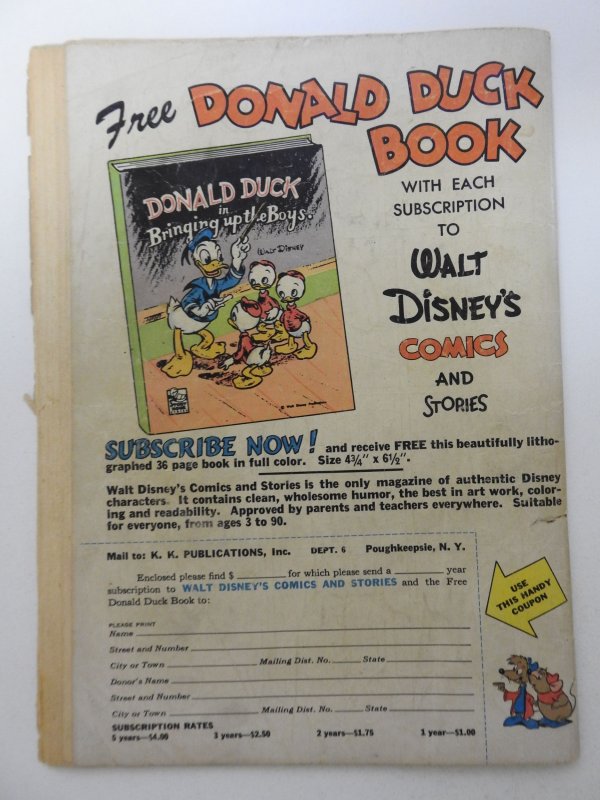 Free DONALD DUCK
BOOK
WITH EACH
SUBSCRIPTION
TO
WALT
DISNEY'S
COMICS
AND
STORIES
DONALD DUCK
in
Bringing up the Boys.
WALT DISNEY
SUBSCRIBE NOW! and receive FREE this beautifully litho-
graphed 36 page book in full color. Size 4¾" x 6½".
Walt Disney's Comics and Stories is the only magazine of authentic Disney
characters. It contains clean, wholesome humor, the best in art work, color-
ing and readability. Approved by parents and teachers everywhere. Suitable
for everyone, from ages 3 to 90.
Mail to: K. K. PUBLICATIONS, Inc. DEPT. 6 Poughkeepsie, N. Y.
Enclosed please find $ for which please send a year
subscription to WALT DISNEY'S COMICS AND STORIES and the Free
Donald Duck Book to:
PLEASE PRINT
Name
Street and Number
City or Town Mailing Dist. No. State
Donor's Name
Street and Number
City or Town Mailing Dist. No. State
SUBSCRIPTION RATES
5 years—$4.00 3 years—$2.50 2 years—$1.75 1 year—$1.00
USE
THIS HANDY
COUPON